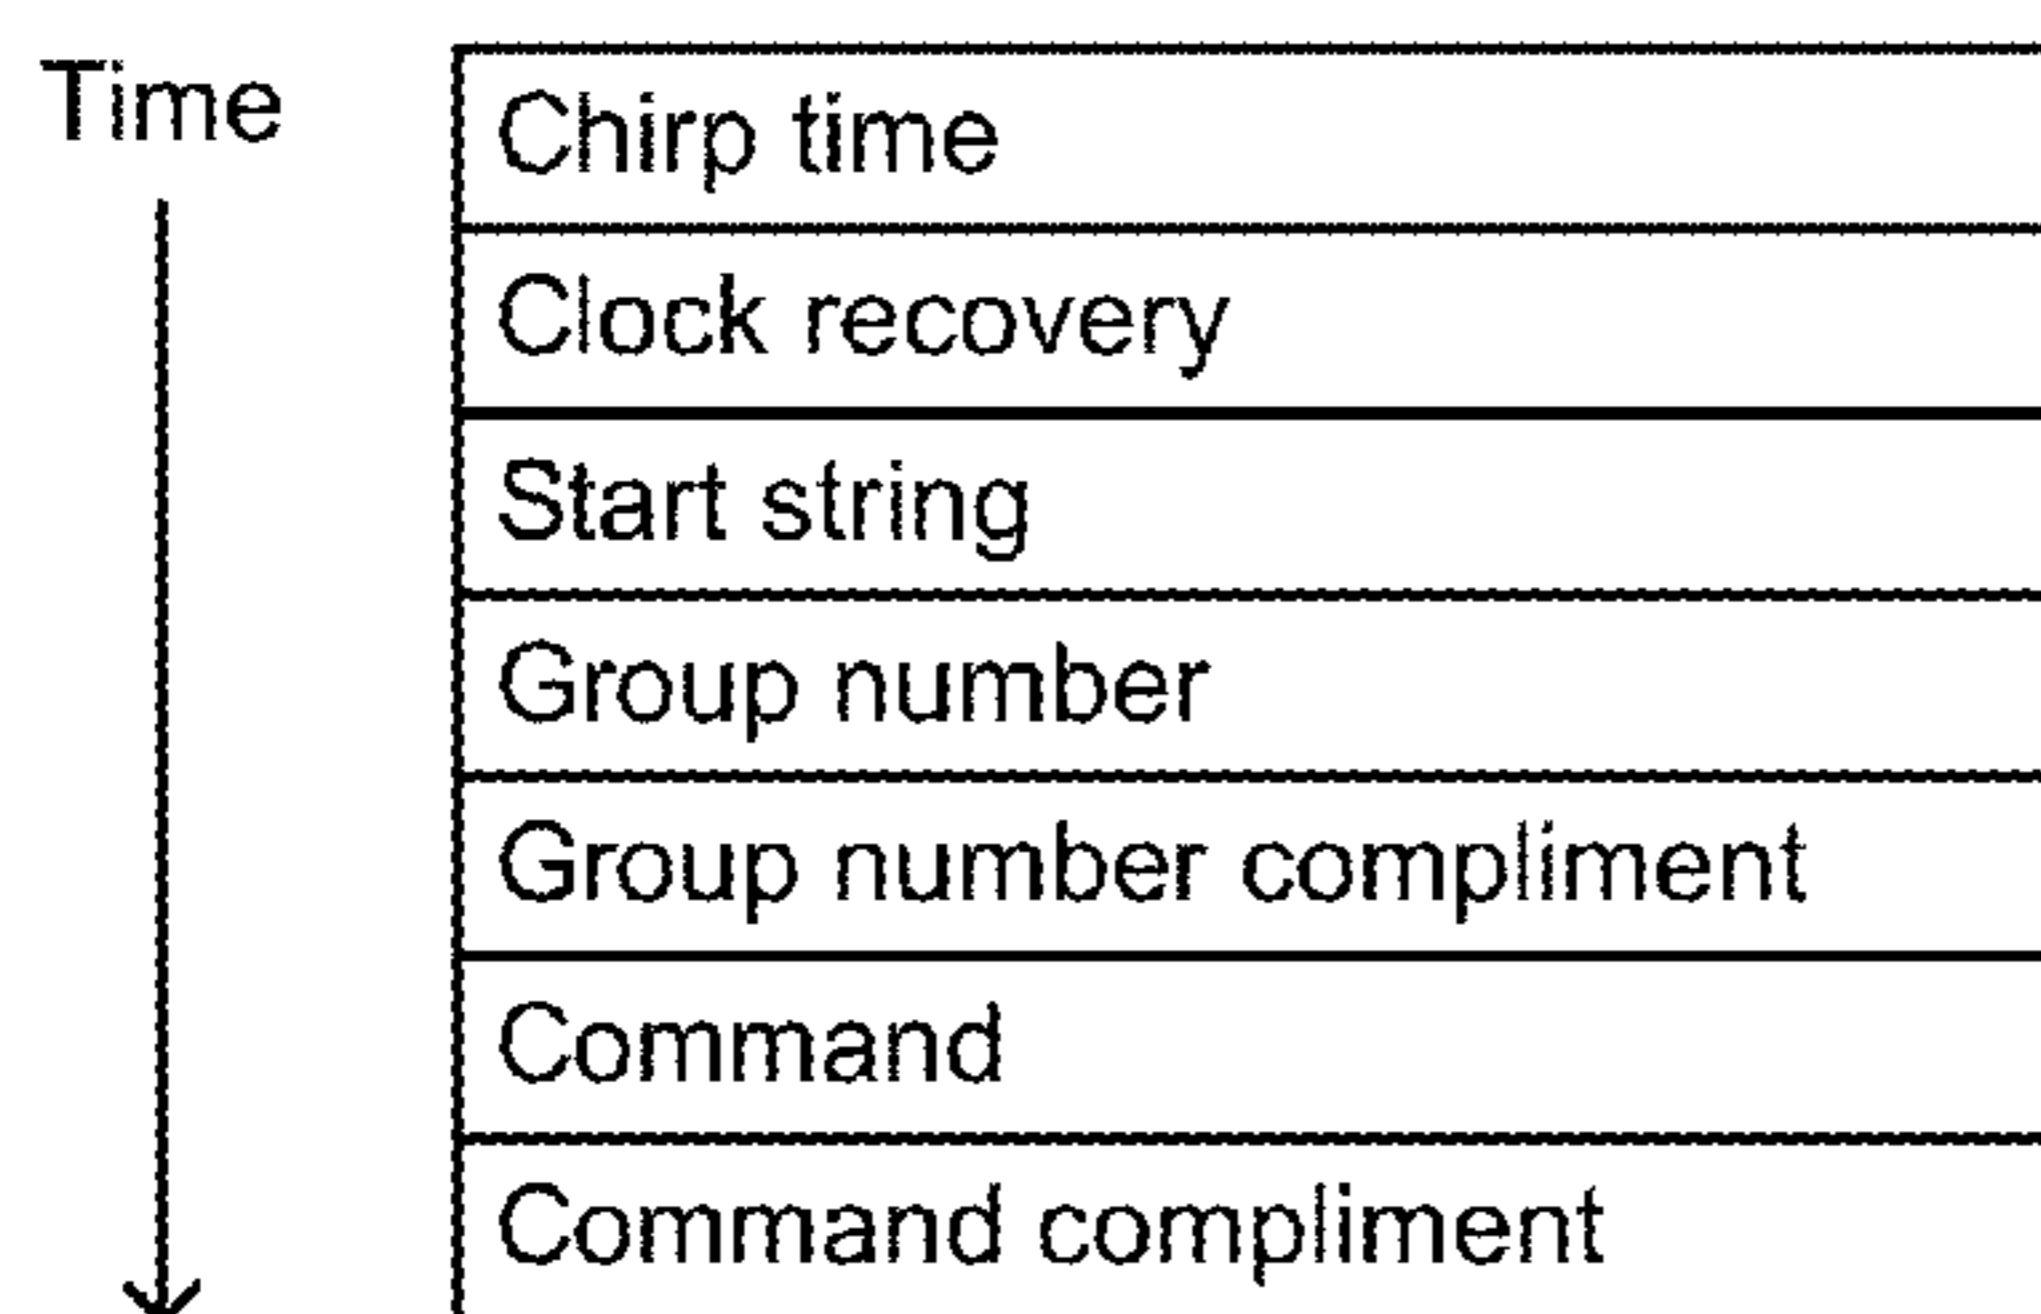 Time
Chirp time
Clock recovery
Start string
Group number
Group number compliment
Command
Command compliment